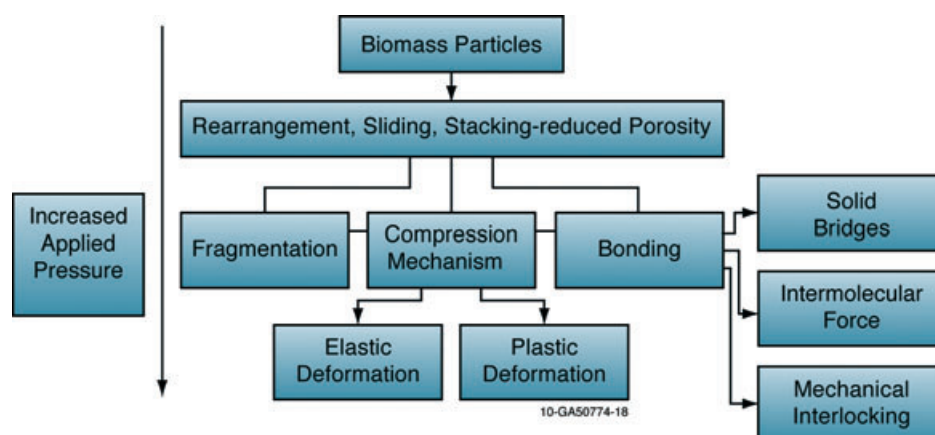 Biomass Particles
Rearrangement, Sliding, Stacking-reduced Porosity
Increased
Applied
Pressure
Fragmentation
Compression
Mechanism
Bonding
Solid
Bridges
Intermolecular
Force
Mechanical
Interlocking
Elastic
Deformation
Plastic
Deformation
10-GA50774-18